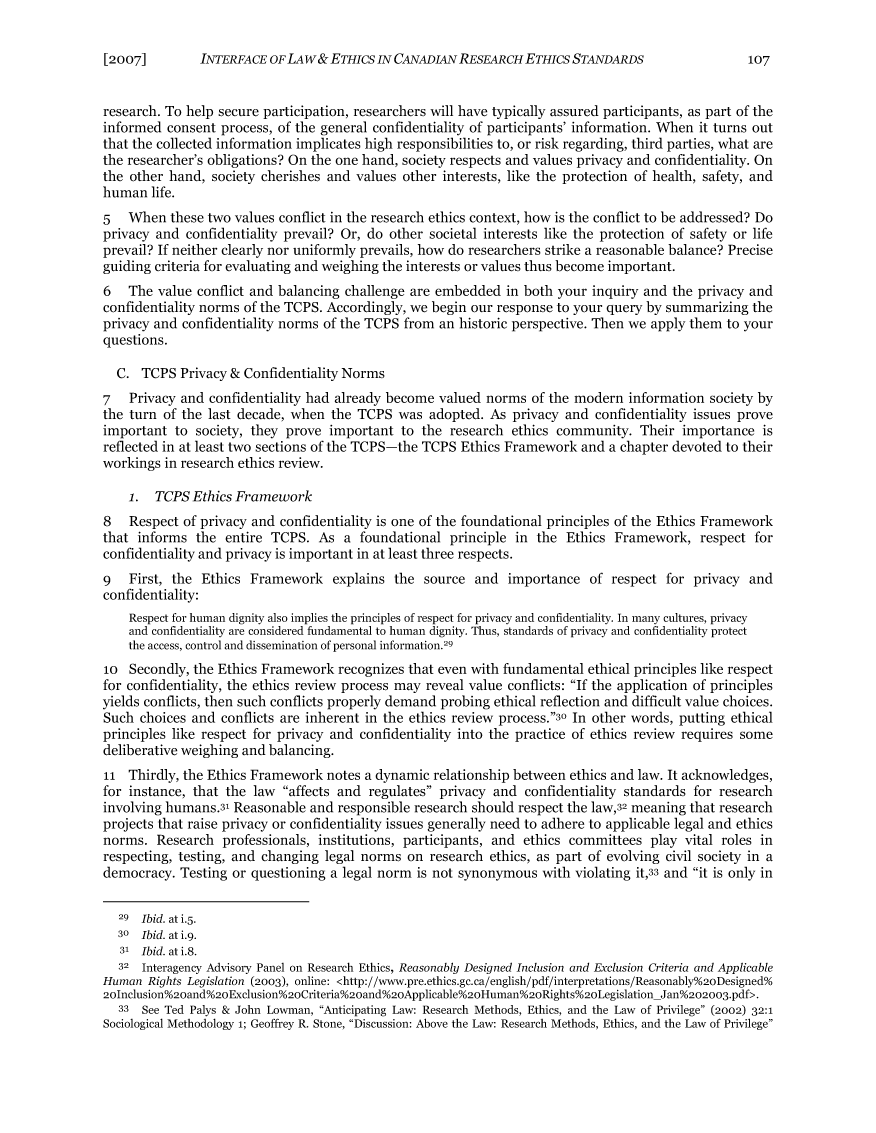 [2007] INTERFACE OF LAW & ETHICS IN CANADIAN RESEARCH ETHICS STANDARDS 107
research. To help secure participation, researchers will have typically assured participants, as part of the
informed consent process, of the general confidentiality of participants’ information. When it turns out
that the collected information implicates high responsibilities to, or risk regarding, third parties, what are
the researcher’s obligations? On the one hand, society respects and values privacy and confidentiality. On
the other hand, society cherishes and values other interests, like the protection of health, safety, and
human life.
5 When these two values conflict in the research ethics context, how is the conflict to be addressed? Do
privacy and confidentiality prevail? Or, do other societal interests like the protection of safety or life
prevail? If neither clearly nor uniformly prevails, how do researchers strike a reasonable balance? Precise
guiding criteria for evaluating and weighing the interests or values thus become important.
6 The value conflict and balancing challenge are embedded in both your inquiry and the privacy and
confidentiality norms of the TCPS. Accordingly, we begin our response to your query by summarizing the
privacy and confidentiality norms of the TCPS from an historic perspective. Then we apply them to your
questions.
C. TCPS Privacy & Confidentiality Norms
7 Privacy and confidentiality had already become valued norms of the modern information society by
the turn of the last decade, when the TCPS was adopted. As privacy and confidentiality issues prove
important to society, they prove important to the research ethics community. Their importance is
reflected in at least two sections of the TCPS—the TCPS Ethics Framework and a chapter devoted to their
workings in research ethics review.
1. TCPS Ethics Framework
8 Respect of privacy and confidentiality is one of the foundational principles of the Ethics Framework
that informs the entire TCPS. As a foundational principle in the Ethics Framework, respect for
confidentiality and privacy is important in at least three respects.
9 First, the Ethics Framework explains the source and importance of respect for privacy and
confidentiality:
Respect for human dignity also implies the principles of respect for privacy and confidentiality. In many cultures, privacy
and confidentiality are considered fundamental to human dignity. Thus, standards of privacy and confidentiality protect
the access, control and dissemination of personal information.29
10 Secondly, the Ethics Framework recognizes that even with fundamental ethical principles like respect
for confidentiality, the ethics review process may reveal value conflicts: “If the application of principles
yields conflicts, then such conflicts properly demand probing ethical reflection and difficult value choices.
Such choices and conflicts are inherent in the ethics review process.”30 In other words, putting ethical
principles like respect for privacy and confidentiality into the practice of ethics review requires some
deliberative weighing and balancing.
11 Thirdly, the Ethics Framework notes a dynamic relationship between ethics and law. It acknowledges,
for instance, that the law “affects and regulates” privacy and confidentiality standards for research
involving humans.31 Reasonable and responsible research should respect the law,32 meaning that research
projects that raise privacy or confidentiality issues generally need to adhere to applicable legal and ethics
norms. Research professionals, institutions, participants, and ethics committees play vital roles in
respecting, testing, and changing legal norms on research ethics, as part of evolving civil society in a
democracy. Testing or questioning a legal norm is not synonymous with violating it,33 and “it is only in
29 Ibid. at i.5.
30 Ibid. at i.9.
31 Ibid. at i.8.
32 Interagency Advisory Panel on Research Ethics, Reasonably Designed Inclusion and Exclusion Criteria and Applicable
Human Rights Legislation (2003), online: <http://www.pre.ethics.gc.ca/english/pdf/interpretations/Reasonably%20Designed%
20Inclusion%20and%20Exclusion%20Criteria%20and%20Applicable%20Human%20Rights%20Legislation_Jan%202003.pdf>.
33 See Ted Palys & John Lowman, “Anticipating Law: Research Methods, Ethics, and the Law of Privilege” (2002) 32:1
Sociological Methodology 1; Geoffrey R. Stone, “Discussion: Above the Law: Research Methods, Ethics, and the Law of Privilege”